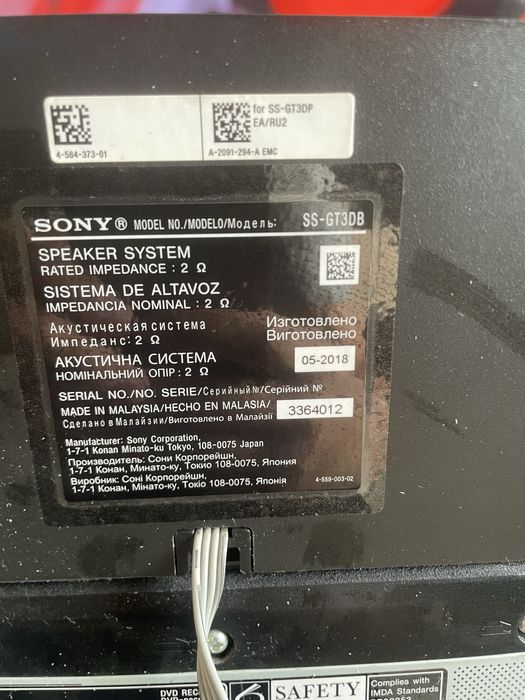 for SS-GT3DP
EA/RU2
4-584-373-01
A-2091-294-A EMC
SONY® MODEL NO./MODELO/Модель: SS-GT3DB
SPEAKER SYSTEM
RATED IMPEDANCE : 2 Ω
SISTEMA DE ALTAVOZ
IMPEDANCIA NOMINAL : 2 Ω
Акустическая система
Импеданс: 2 Ω
Изготовлено
Виготовлено
АКУСТИЧНА СИСТЕМА
НОМІНАЛЬНИЙ ОПІР: 2 Ω
05-2018
SERIAL NO./NO. SERIE/Серийный№/Серійний №
MADE IN MALAYSIA/HECHO EN MALASIA/
Сделано в Малайзии/Виготовлено в Малайзії
3364012
Manufacturer: Sony Corporation,
1-7-1 Konan Minato-ku Tokyo, 108-0075 Japan
Производитель: Сони Корпорейшн,
1-7-1 Конан, Минато-ку, Токио 108-0075, Япония
Виробник: Соні Корпорейшн,
1-7-1 Конан, Мінато-ку, Токіо 108-0075, Японія
4-559-003-02
DVD REC
SAFETY
Complies with
IMDA Standards